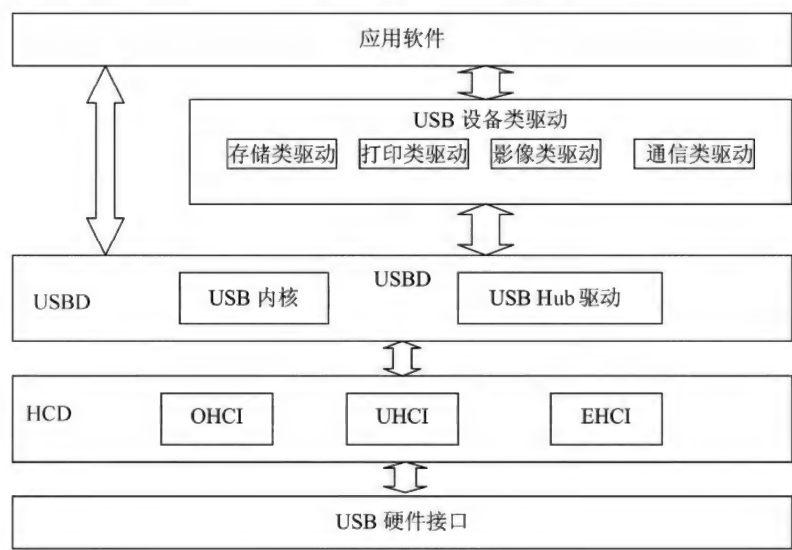 应用软件
USB 设备类驱动
存储类驱动 打印类驱动 影像类驱动 通信类驱动
USBD
USBD USB 内核 USB Hub 驱动
HCD OHCI UHCI EHCI
USB 硬件接口